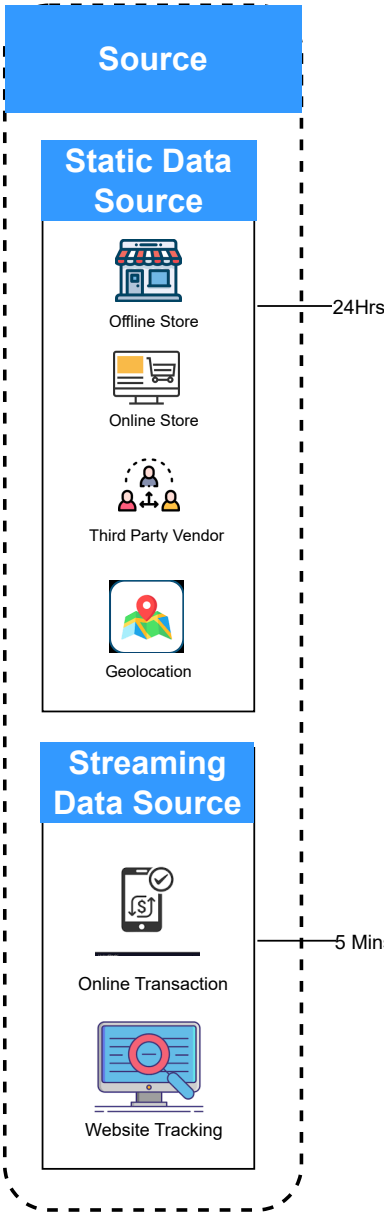 Source
Static Data
Source
Offline Store
24Hrs
Online Store
Third Party Vendor
Geolocation
Streaming
Data Source
5 Mins
Online Transaction
Website Tracking